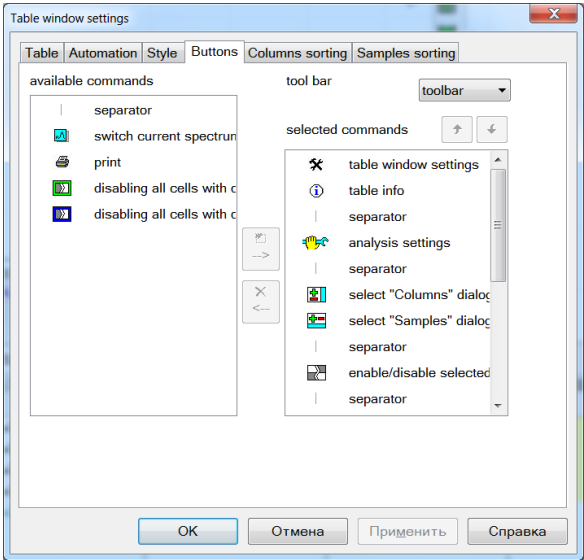 Table window settings
Table Automation Style Buttons Columns sorting Samples sorting
available commands
tool bar
toolbar
selected commands
separator
switch current spectrun
print
disabling all cells with c
disabling all cells with c
-->
<--
table window settings
table info
separator
analysis settings
separator
select "Columns" dialog
select "Samples" dialog
separator
enable/disable selected
separator
OK Отмена Применить Справка